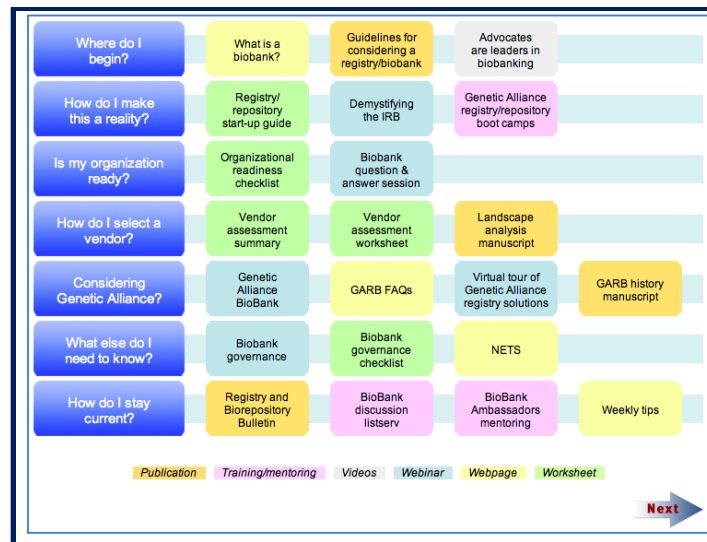 Where do I
begin?
What is a
biobank?
Guidelines for
considering a
registry/biobank
Advocates
are leaders in
biobanking
How do I make
this a reality?
Registry/
repository
start-up guide
Demystifying
the IRB
Genetic Alliance
registry/repository
boot camps
Is my organization
ready?
Organizational
readiness
checklist
Biobank
question &
answer session
How do I select a
vendor?
Vendor
assessment
summary
Vendor
assessment
worksheet
Landscape
analysis
manuscript
Considering
Genetic Alliance?
Genetic
Alliance
BioBank
GARB FAQs
Virtual tour of
Genetic Alliance
registry solutions
GARB history
manuscript
What else do I
need to know?
Biobank
governance
Biobank
governance
checklist
NETS
How do I stay
current?
Registry and
Biorepository
Bulletin
BioBank
discussion
listserv
BioBank
Ambassadors
mentoring
Weekly tips
Publication Training/mentoring Videos Webinar Webpage Worksheet
Next